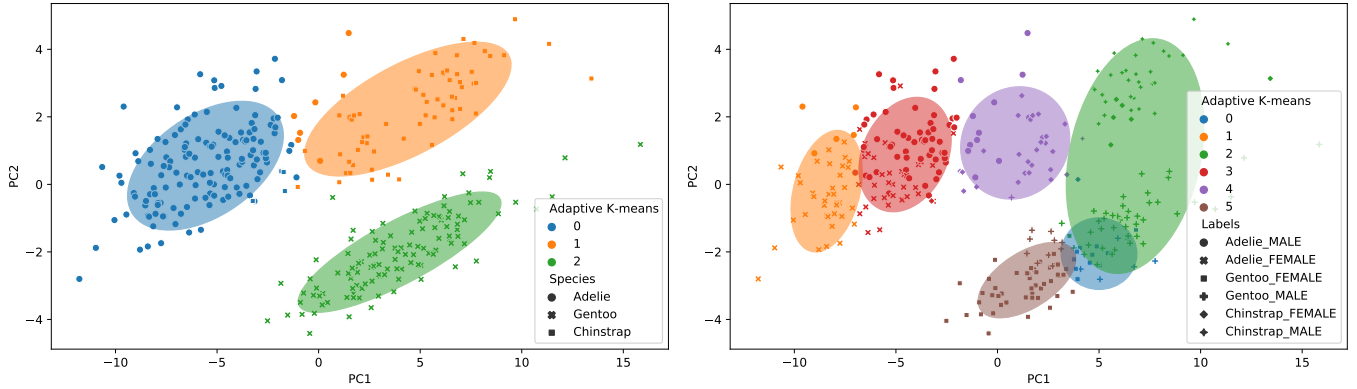 4
2
0
−2
−4
PC2
−10
−5
0
5
10
15
PC1
Adaptive K-means
0
1
2
Species
Adelie
Gentoo
Chinstrap
4
2
0
−2
−4
PC2
−10
−5
0
5
10
15
PC1
Adaptive K-means
0
1
2
3
4
5
Labels
Adelie_MALE
Adelie_FEMALE
Gentoo_FEMALE
Gentoo_MALE
Chinstrap_FEMALE
Chinstrap_MALE